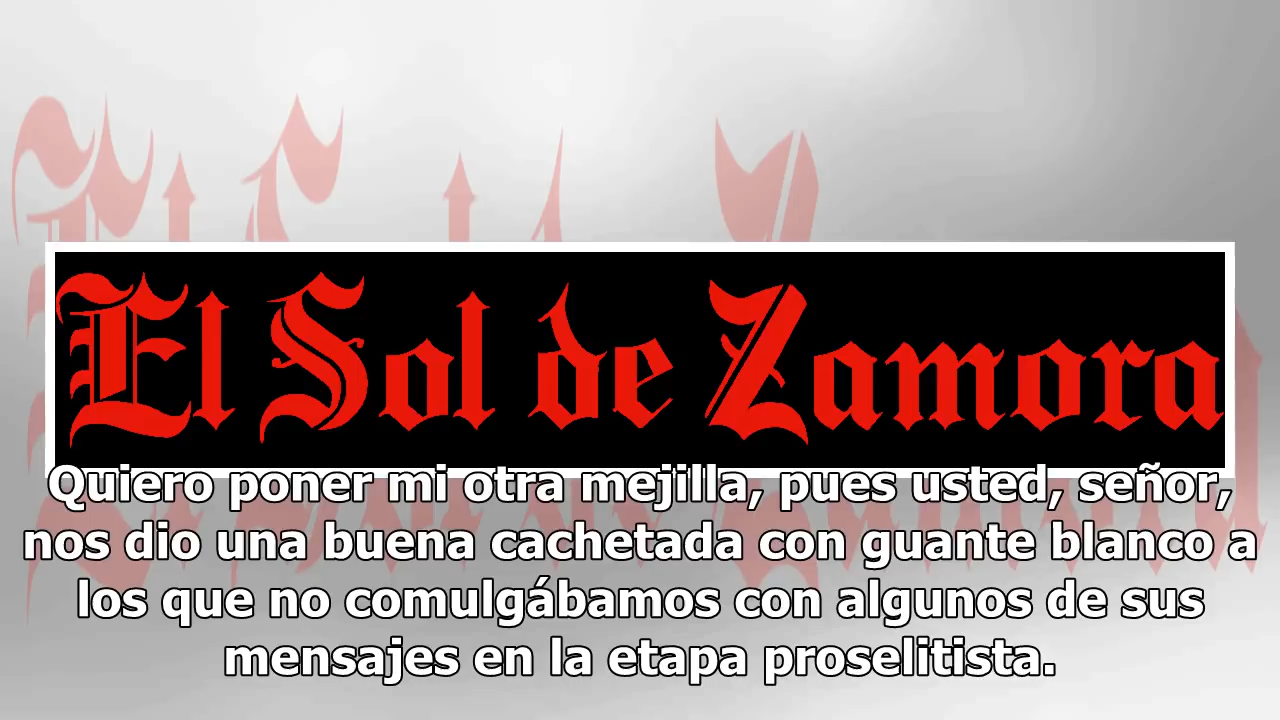 El Sol de Zamora
Quiero poner mi otra mejilla, pues usted, señor,
nos dio una buena cachetada con guante blanco a
los que no comulgábamos con algunos de sus
mensajes en la etapa proselitista.